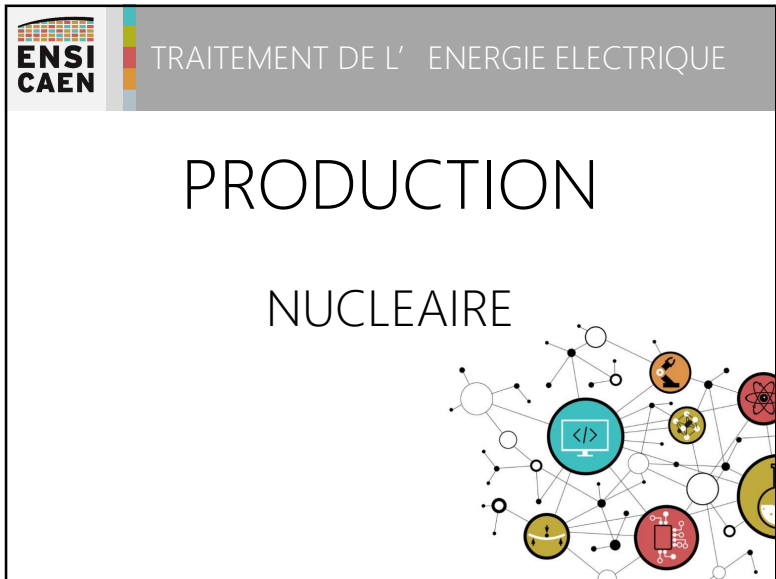 ENSI
CAEN
TRAITEMENT DE L’ ENERGIE ELECTRIQUE
PRODUCTION
NUCLEAIRE
</>